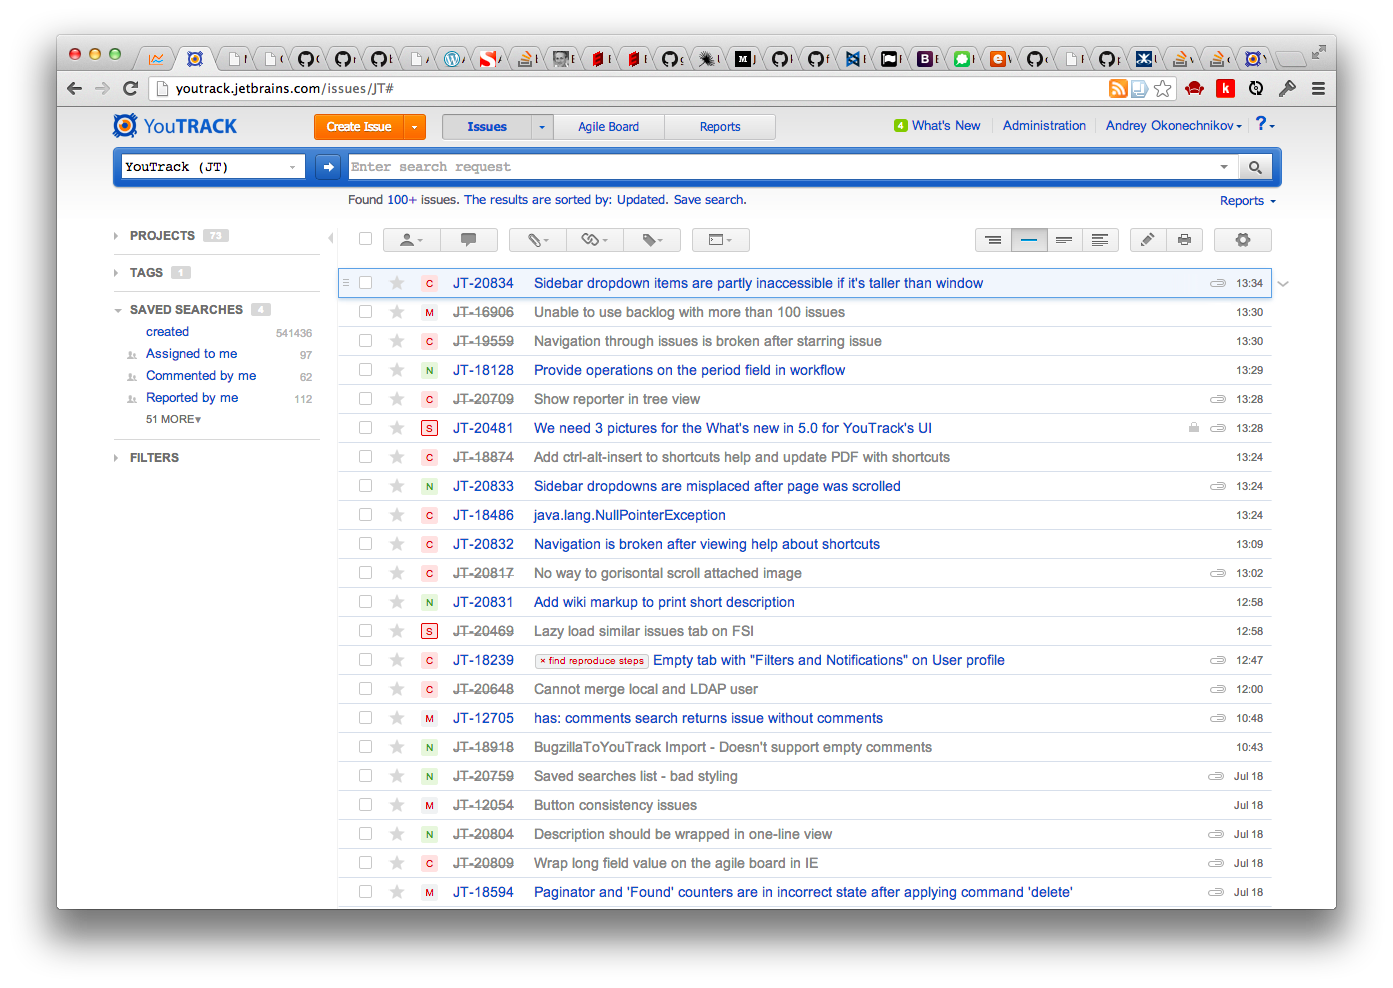 youtrack.jetbrains.com/issues/JT#
YouTRACK
Create Issue
Issues
Agile Board
Reports
4 What's New
Administration
Andrey Okonechnikov
?
YouTrack (JT)
Enter search request
Found 100+ issues. The results are sorted by: Updated. Save search.
Reports
PROJECTS 73
TAGS 1
SAVED SEARCHES 4
created 541436
Assigned to me 97
Commented by me 62
Reported by me 112
51 MORE▾
FILTERS
C JT-20834 Sidebar dropdown items are partly inaccessible if it's taller than window 13:34
M JT-16906 Unable to use backlog with more than 100 issues 13:30
C JT-19559 Navigation through issues is broken after starring issue 13:30
N JT-18128 Provide operations on the period field in workflow 13:29
C JT-20709 Show reporter in tree view 13:28
S JT-20481 We need 3 pictures for the What's new in 5.0 for YouTrack's UI 13:28
C JT-18874 Add ctrl-alt-insert to shortcuts help and update PDF with shortcuts 13:24
N JT-20833 Sidebar dropdowns are misplaced after page was scrolled 13:24
C JT-18486 java.lang.NullPointerException 13:24
C JT-20832 Navigation is broken after viewing help about shortcuts 13:09
C JT-20817 No way to gorisontal scroll attached image 13:02
N JT-20831 Add wiki markup to print short description 12:58
S JT-20469 Lazy load similar issues tab on FSI 12:58
C JT-18239 × find reproduce steps Empty tab with "Filters and Notifications" on User profile 12:47
C JT-20648 Cannot merge local and LDAP user 12:00
M JT-12705 has: comments search returns issue without comments 10:48
N JT-18918 BugzillaToYouTrack Import - Doesn't support empty comments 10:43
N JT-20759 Saved searches list - bad styling Jul 18
M JT-12054 Button consistency issues Jul 18
N JT-20804 Description should be wrapped in one-line view Jul 18
C JT-20809 Wrap long field value on the agile board in IE Jul 18
M JT-18594 Paginator and 'Found' counters are in incorrect state after applying command 'delete' Jul 18